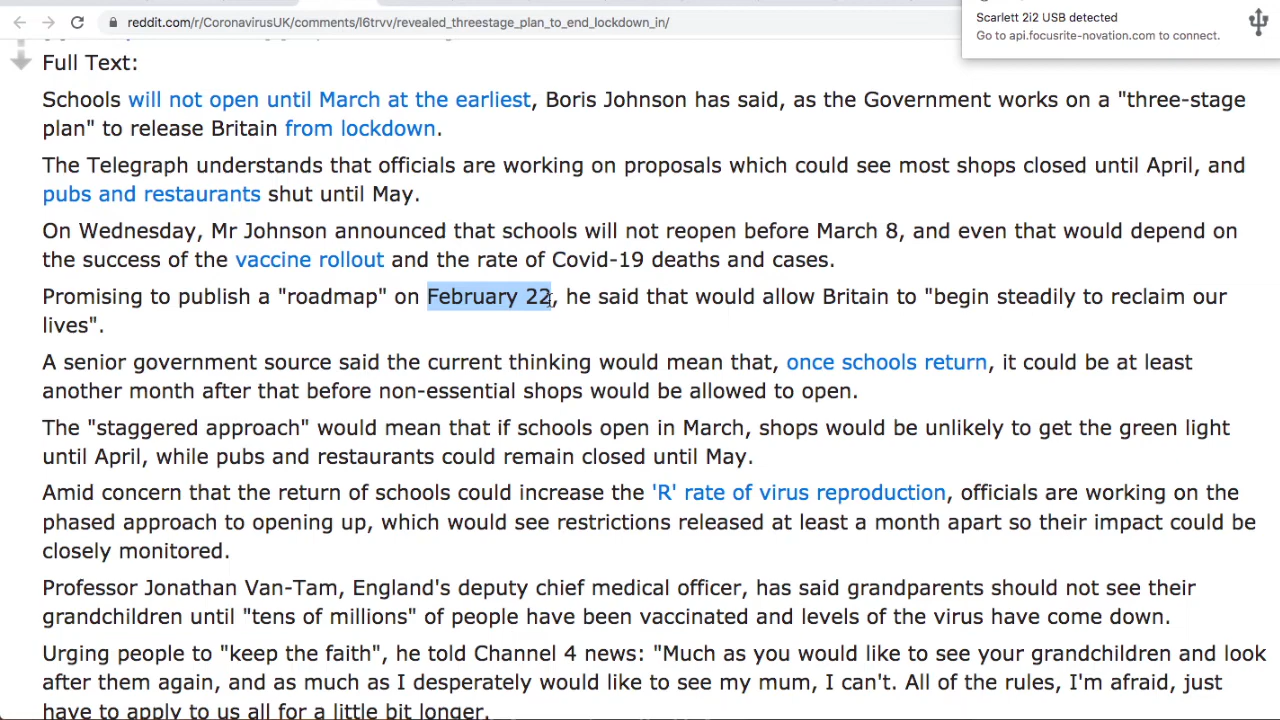 reddit.com/r/CoronavirusUK/comments/l6trvv/revealed_threestage_plan_to_end_lockdown_in/
Scarlett 2i2 USB detected
Go to api.focusrite-novation.com to connect.
Full Text:
Schools will not open until March at the earliest, Boris Johnson has said, as the Government works on a "three-stage
plan" to release Britain from lockdown.
The Telegraph understands that officials are working on proposals which could see most shops closed until April, and
pubs and restaurants shut until May.
On Wednesday, Mr Johnson announced that schools will not reopen before March 8, and even that would depend on
the success of the vaccine rollout and the rate of Covid-19 deaths and cases.
Promising to publish a "roadmap" on February 22, he said that would allow Britain to "begin steadily to reclaim our
lives".
A senior government source said the current thinking would mean that, once schools return, it could be at least
another month after that before non-essential shops would be allowed to open.
The "staggered approach" would mean that if schools open in March, shops would be unlikely to get the green light
until April, while pubs and restaurants could remain closed until May.
Amid concern that the return of schools could increase the 'R' rate of virus reproduction, officials are working on the
phased approach to opening up, which would see restrictions released at least a month apart so their impact could be
closely monitored.
Professor Jonathan Van-Tam, England's deputy chief medical officer, has said grandparents should not see their
grandchildren until "tens of millions" of people have been vaccinated and levels of the virus have come down.
Urging people to "keep the faith", he told Channel 4 news: "Much as you would like to see your grandchildren and look
after them again, and as much as I desperately would like to see my mum, I can't. All of the rules, I'm afraid, just
have to apply to us all for a little bit longer.